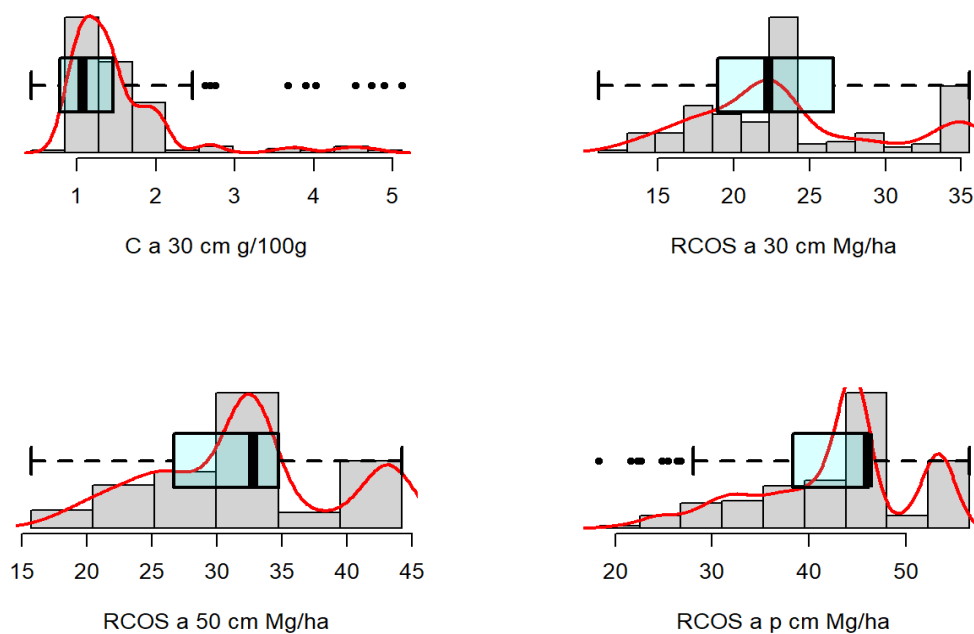 1 2 3 4 5
C a 30 cm g/100g
15 20 25 30 35
RCOS a 30 cm Mg/ha
15 20 25 30 35 40 45
RCOS a 50 cm Mg/ha
20 30 40 50
RCOS a p cm Mg/ha